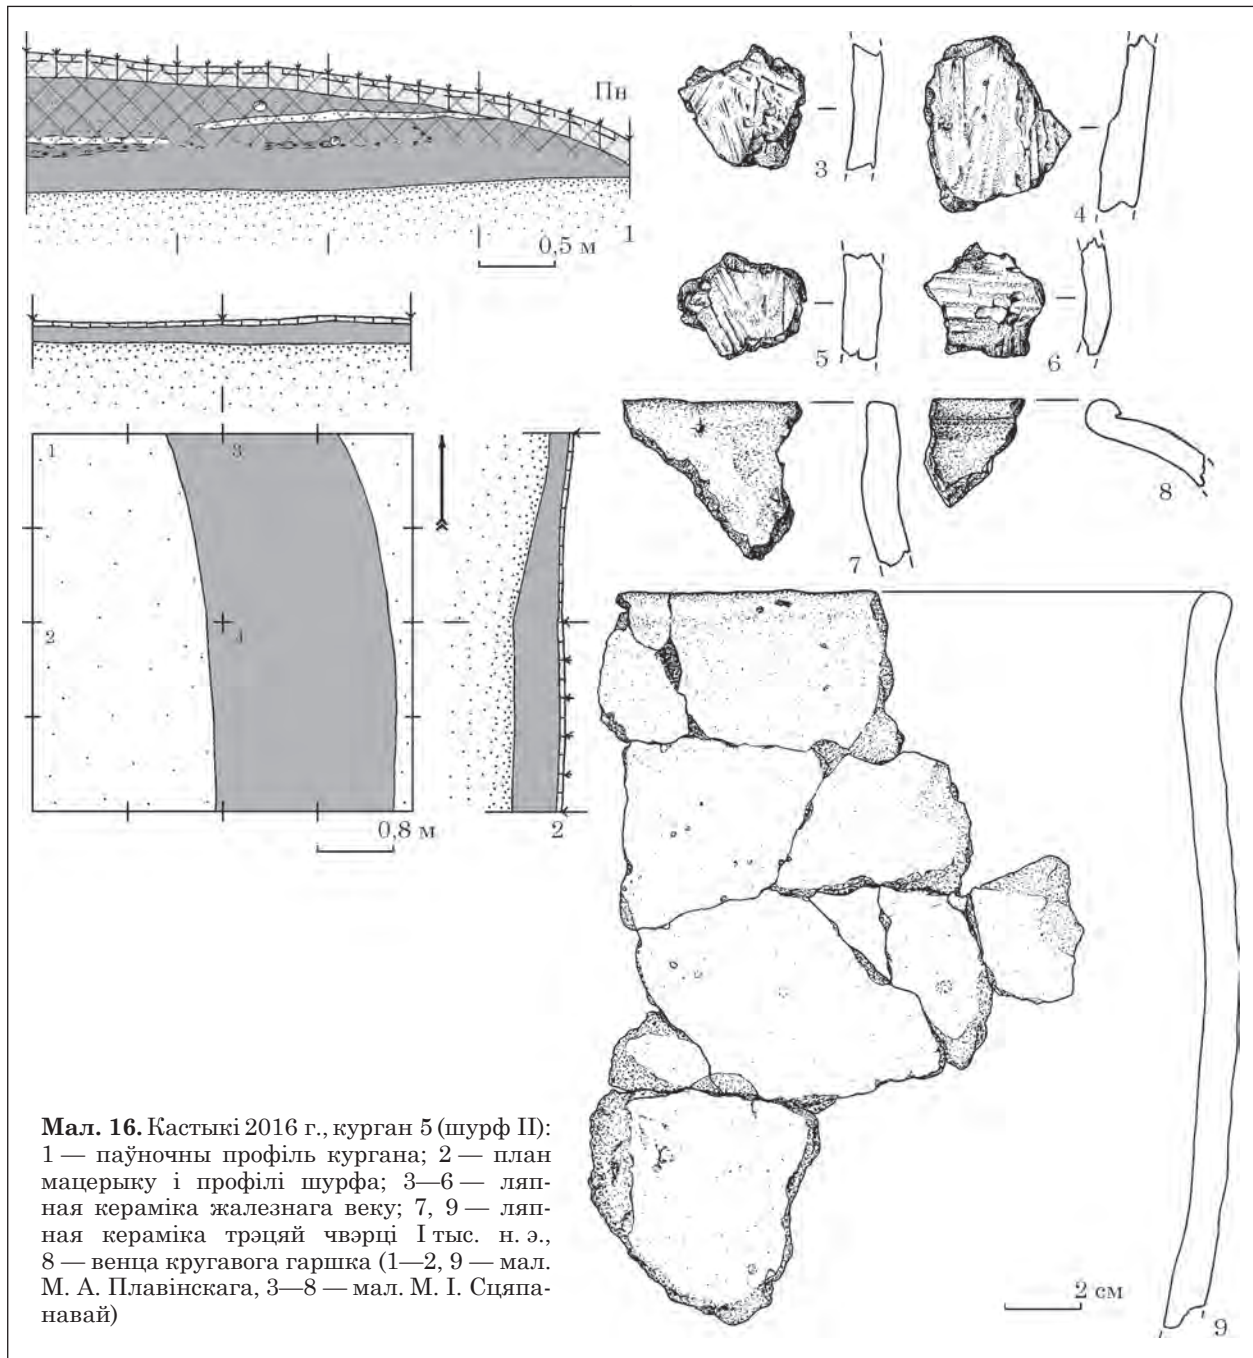 Пн
1
0,5 м
3
4
5
6
7
8
1
3
2
4
0,8 м
2
2 см
9
Мал. 16. Кастыкі 2016 г., курган 5 (шурф II):
1 — паўночны профіль кургана; 2 — план
мацерыку і профілі шурфа; 3—6 — ляп-
ная кераміка жалезнага веку; 7, 9 — ляп-
ная кераміка трэцяй чвэрці I тыс. н. э.,
8 — венца кругавога гаршка (1—2, 9 — мал.
М. А. Плавінскага, 3—8 — мал. М. І. Сцяпа-
навай)